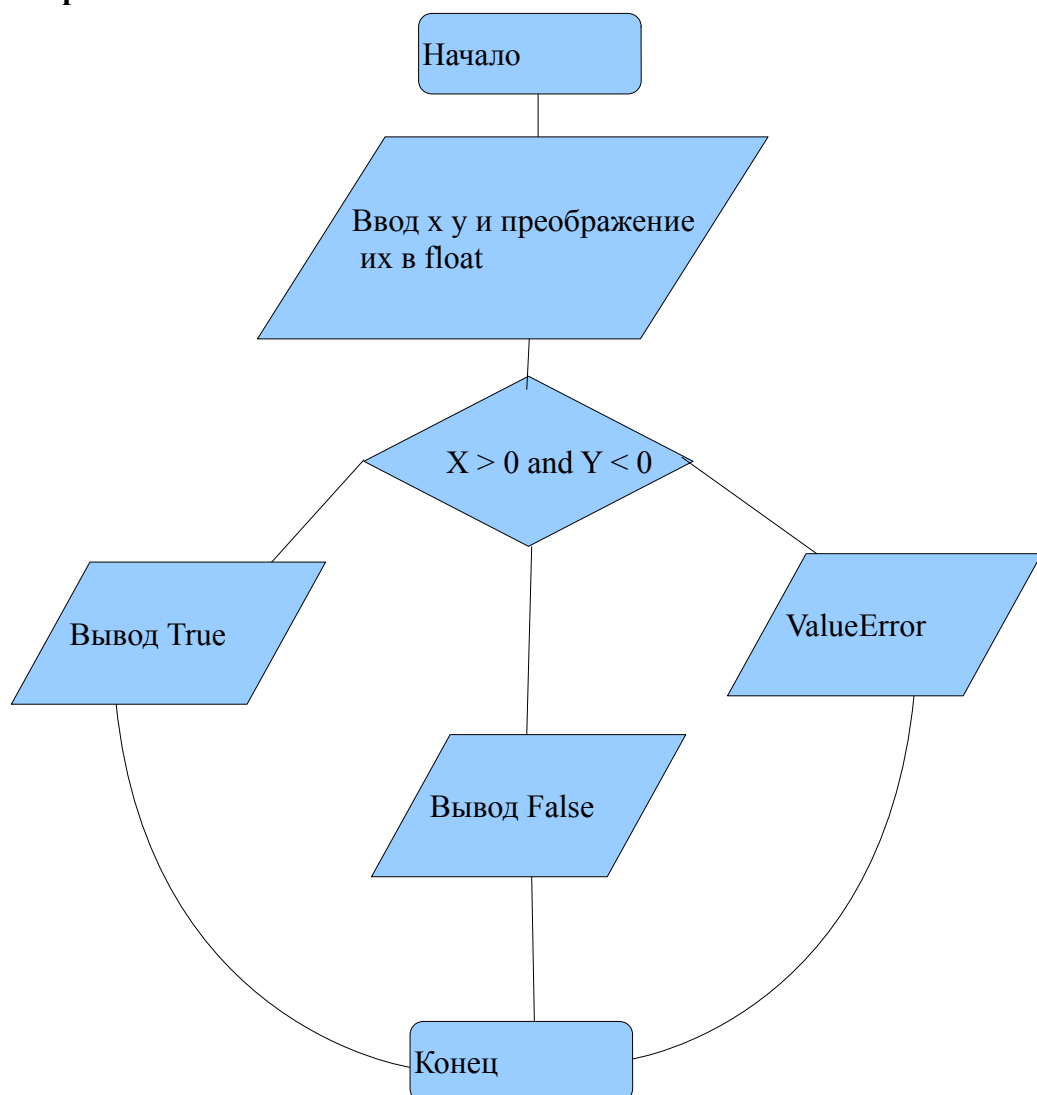 Начало
Ввод x y и преображение
их в float
X > 0 and Y < 0
Вывод True
ValueError
Вывод False
Конец